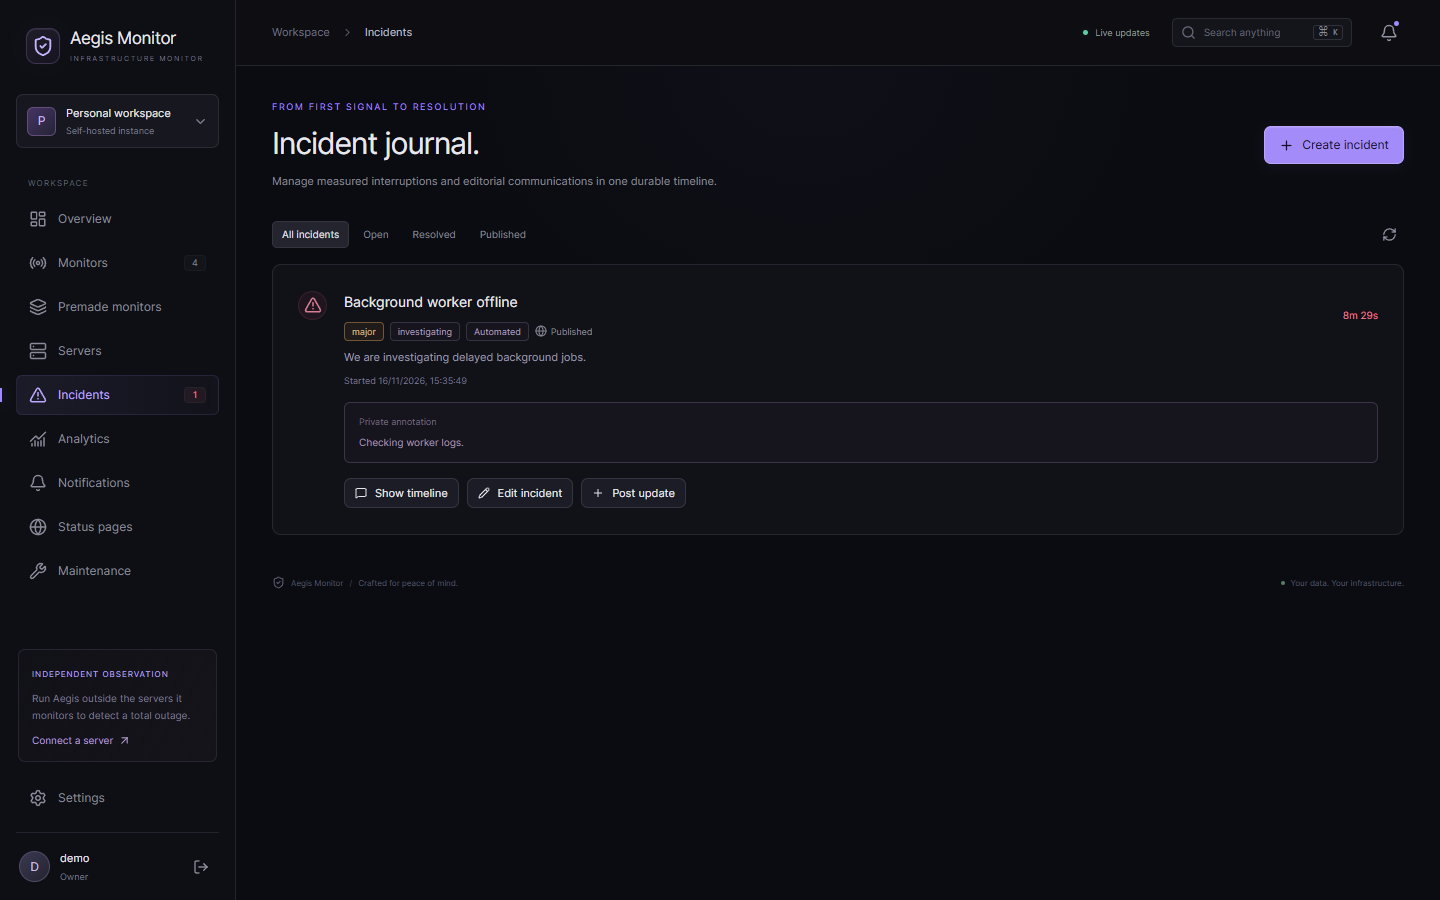 Aegis Monitor
INFRASTRUCTURE MONITOR
P
Personal workspace
Self-hosted instance
WORKSPACE
Overview
Monitors 4
Premade monitors
Servers
Incidents 1
Analytics
Notifications
Status pages
Maintenance
INDEPENDENT OBSERVATION
Run Aegis outside the servers it
monitors to detect a total outage.
Connect a server
Settings
D
demo
Owner
Workspace Incidents
Live updates
Search anything ⌘ K
FROM FIRST SIGNAL TO RESOLUTION
Incident journal.
Manage measured interruptions and editorial communications in one durable timeline.
Create incident
All incidents Open Resolved Published
Background worker offline
8m 29s
major investigating Automated Published
We are investigating delayed background jobs.
Started 16/11/2026, 15:35:49
Private annotation
Checking worker logs.
Show timeline Edit incident Post update
Aegis Monitor / Crafted for peace of mind.
Your data. Your infrastructure.